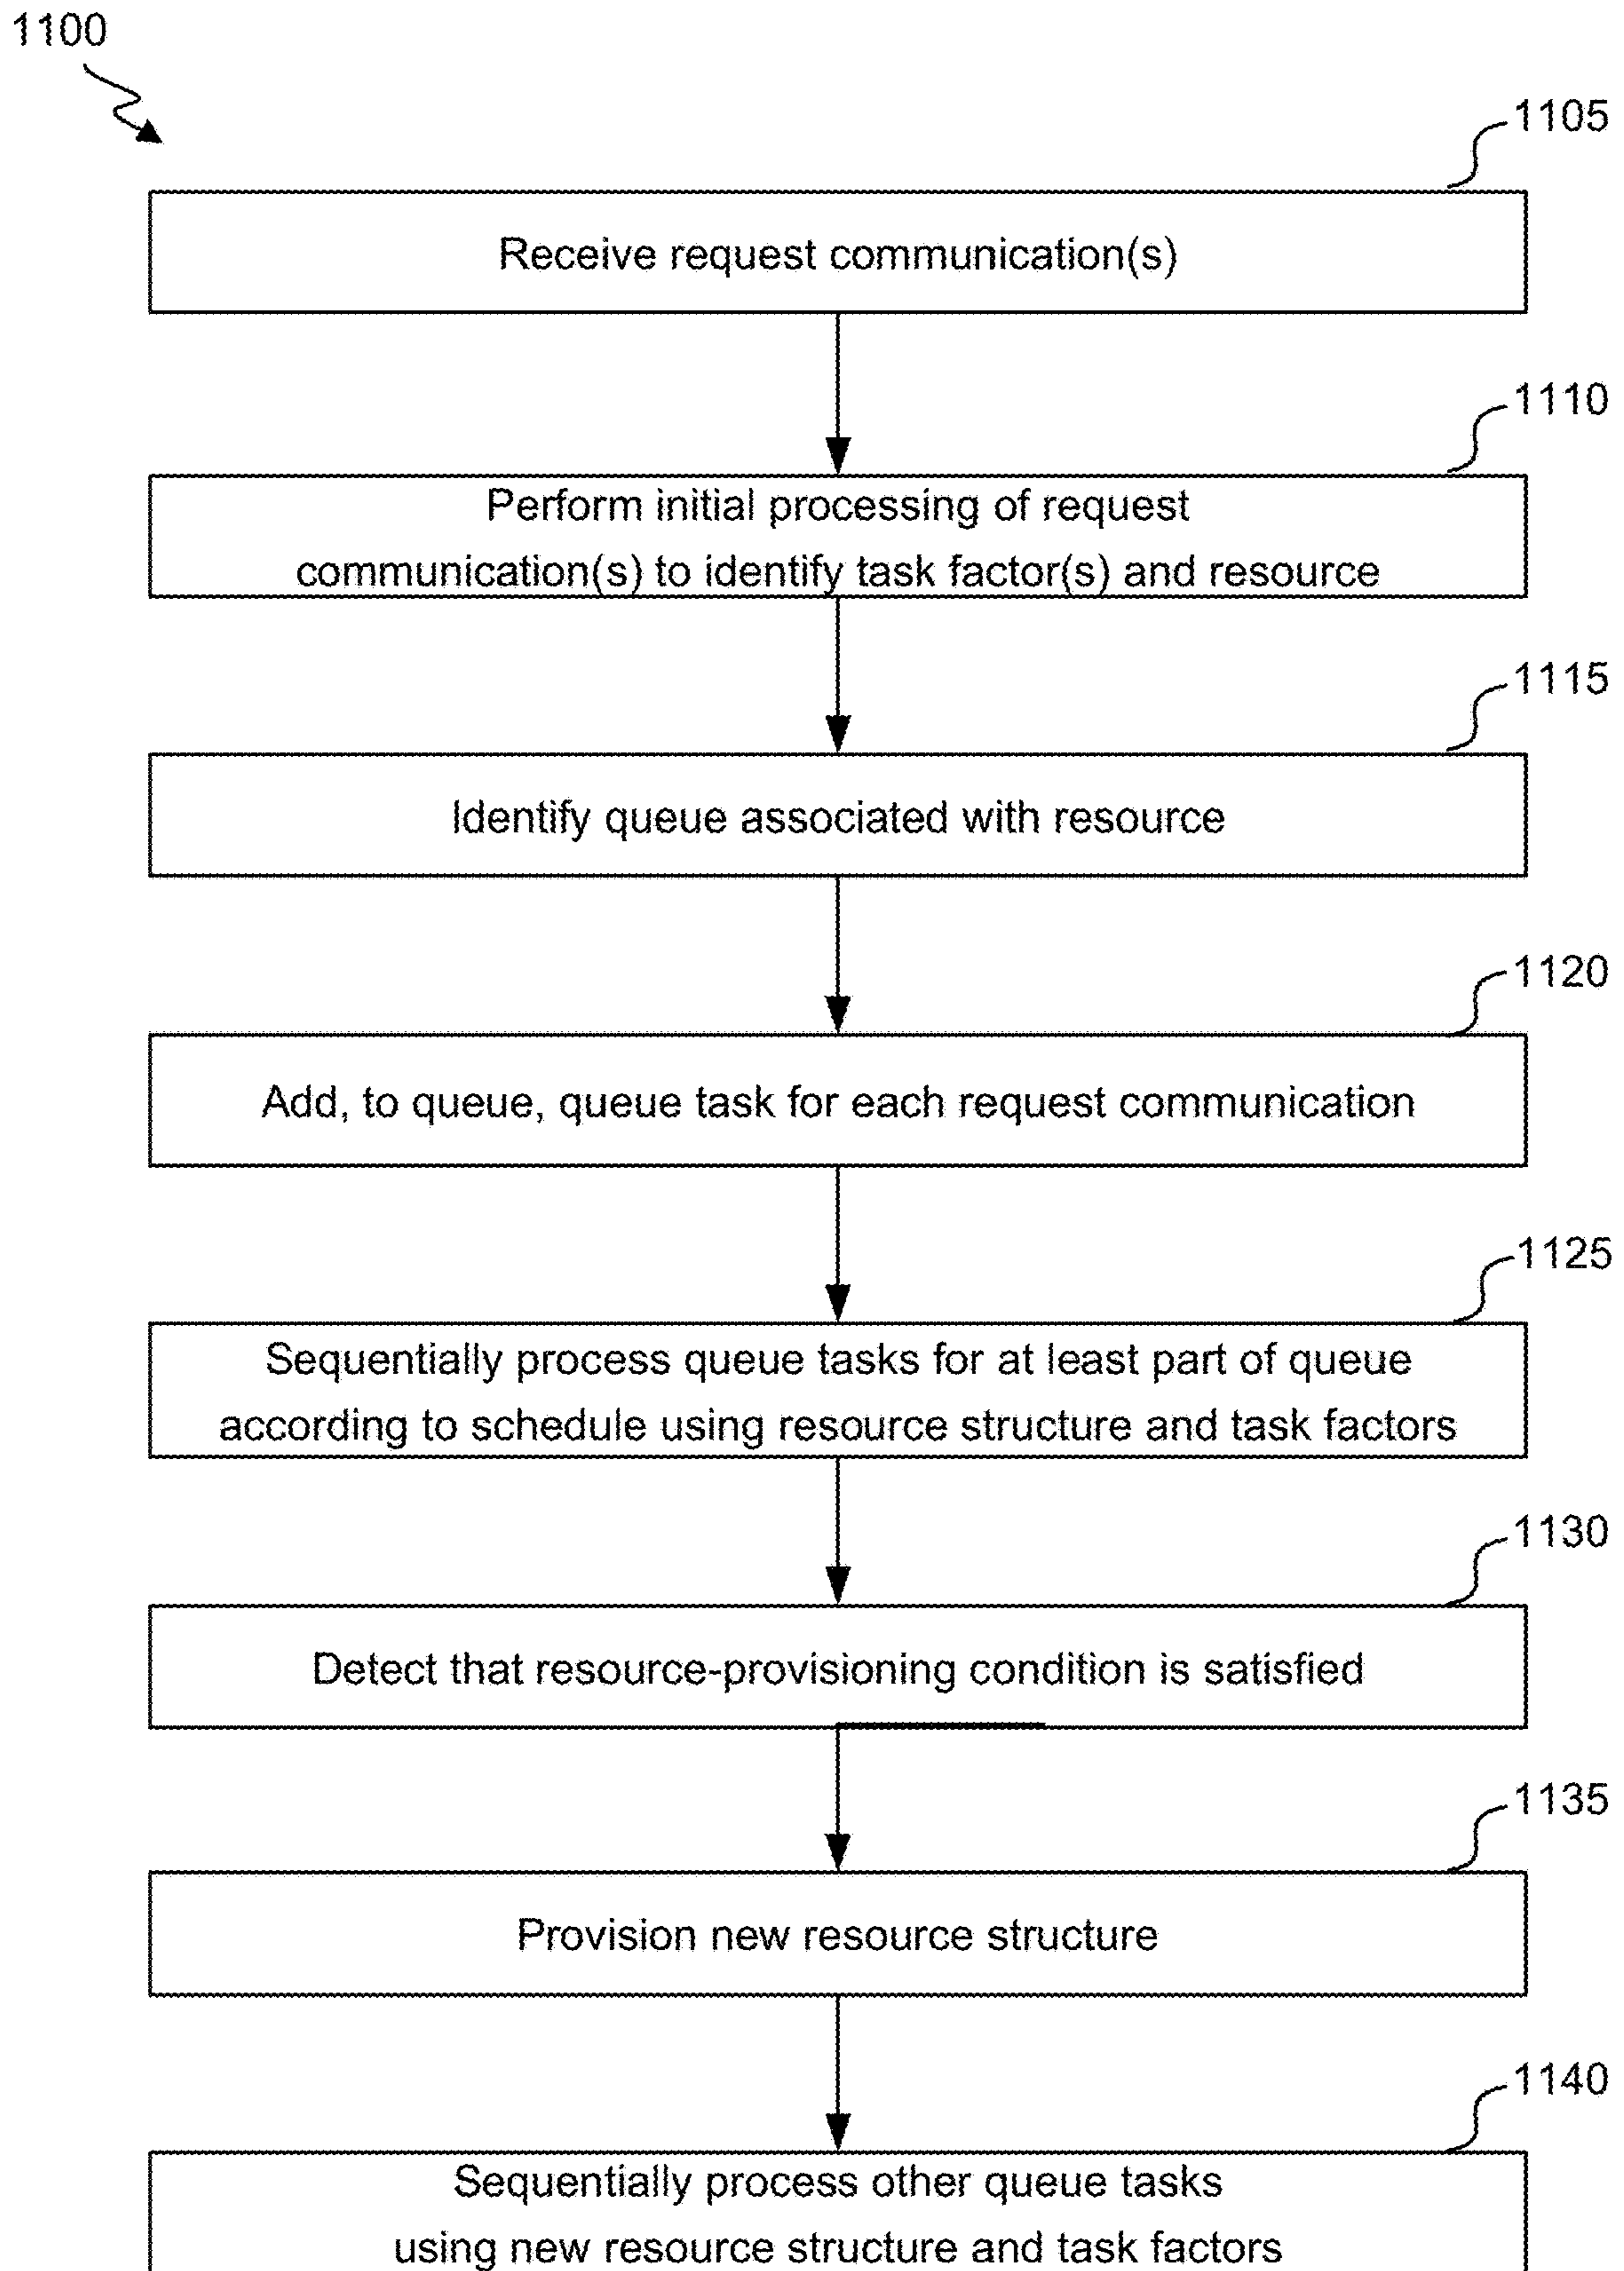 1100
1105
Receive request communication(s)
1110
Perform initial processing of request
communication(s) to identify task factor(s) and resource
1115
Identify queue associated with resource
1120
Add, to queue, queue task for each request communication
1125
Sequentially process queue tasks for at least part of queue
according to schedule using resource structure and task factors
1130
Detect that resource-provisioning condition is satisfied
1135
Provision new resource structure
1140
Sequentially process other queue tasks
using new resource structure and task factors